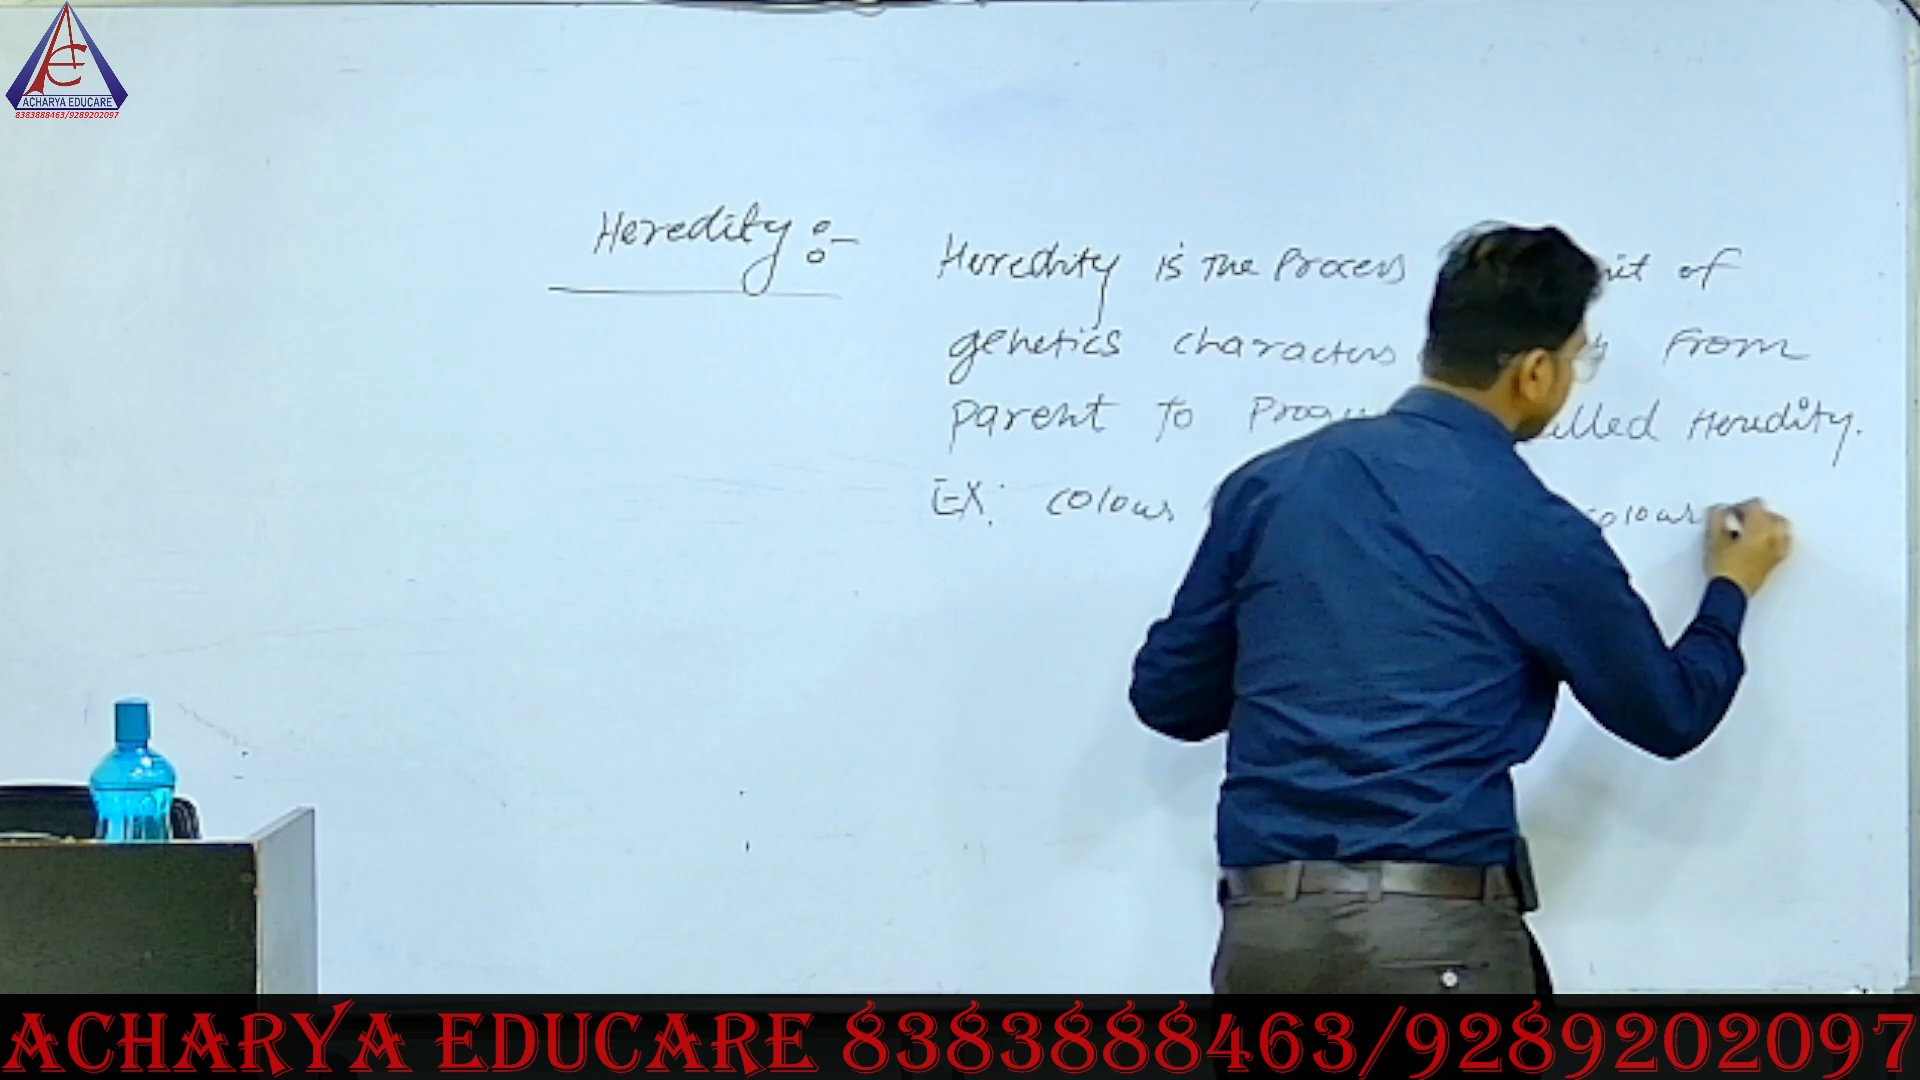 ACHARYA EDUCARE
8383888463/9289202097
Heredity :-
Heredity is The Process of
genetics characters From
parent To called Heredity.
EX: colour colour
ACHARYA EDUCARE 8383888463/9289202097